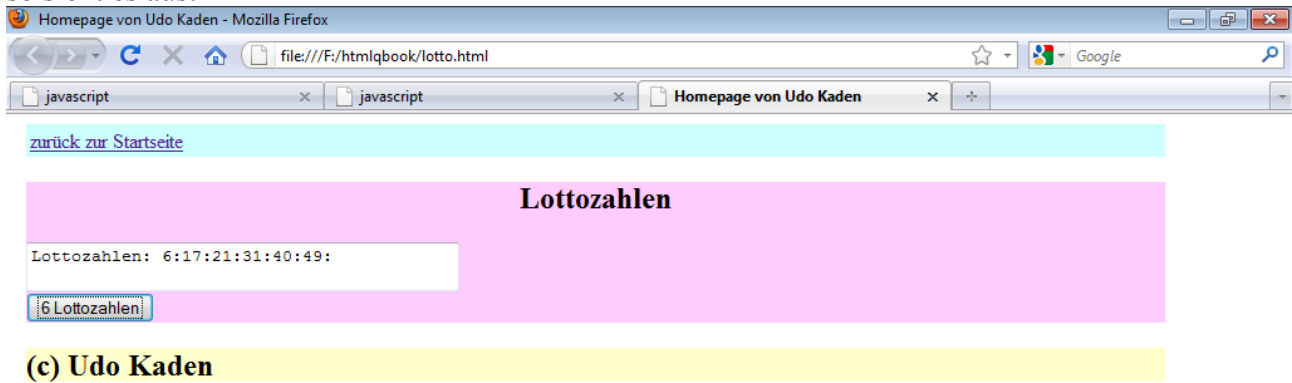 Homepage von Udo Kaden - Mozilla Firefox
file:///F:/htmlqbook/lotto.html
Google
javascript
javascript
Homepage von Udo Kaden
zurück zur Startseite
Lottozahlen
Lottozahlen: 6:17:21:31:40:49:
6 Lottozahlen
(c) Udo Kaden